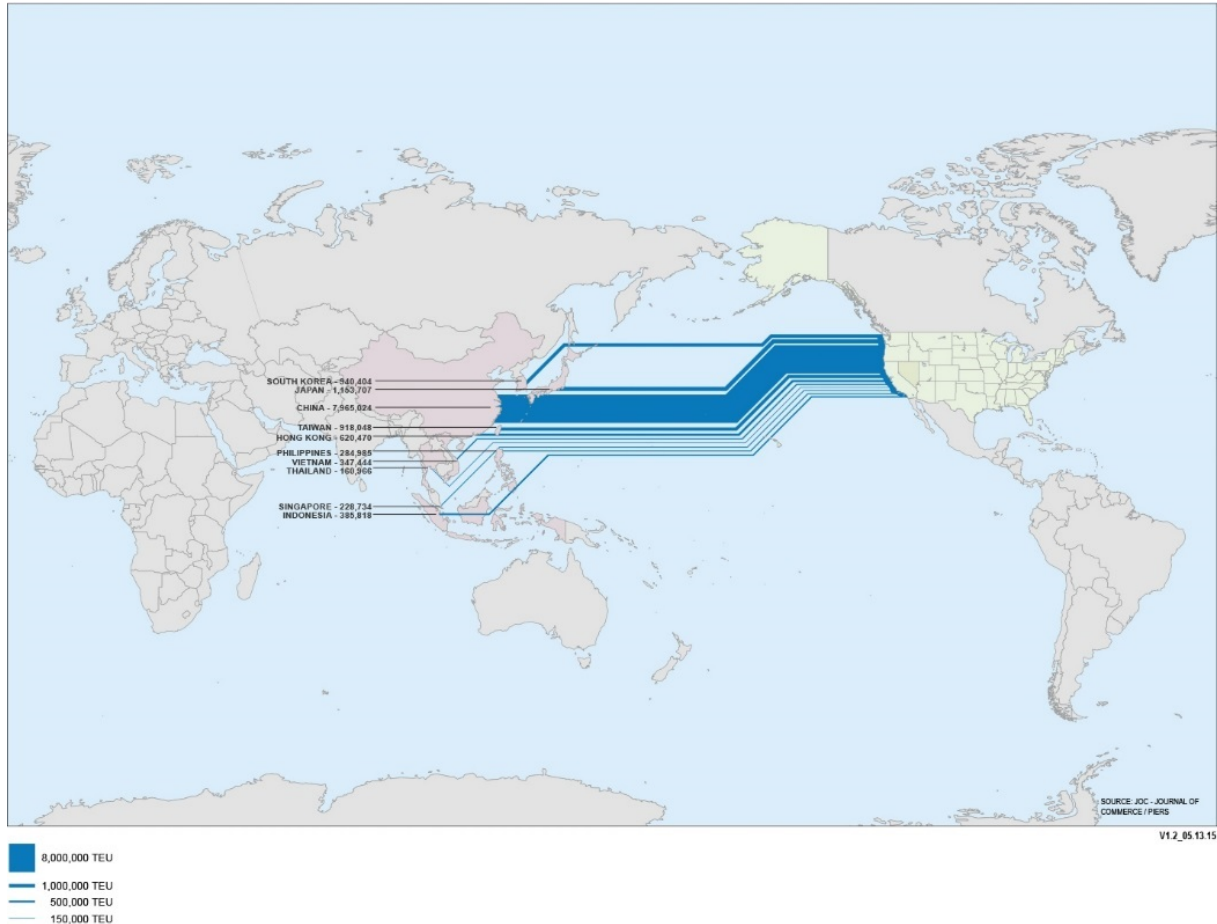 SOUTH KOREA - 940,404
JAPAN - 1,153,707
CHINA - 7,965,024
TAIWAN - 918,048
HONG KONG - 620,470
PHILIPPINES - 284,985
VIETNAM - 347,444
THAILAND - 160,966
SINGAPORE - 228,734
INDONESIA - 385,818
SOURCE: JOC - JOURNAL OF
COMMERCE / PIERS
V1.2_05.13.15
8,000,000 TEU
1,000,000 TEU
500,000 TEU
150,000 TEU